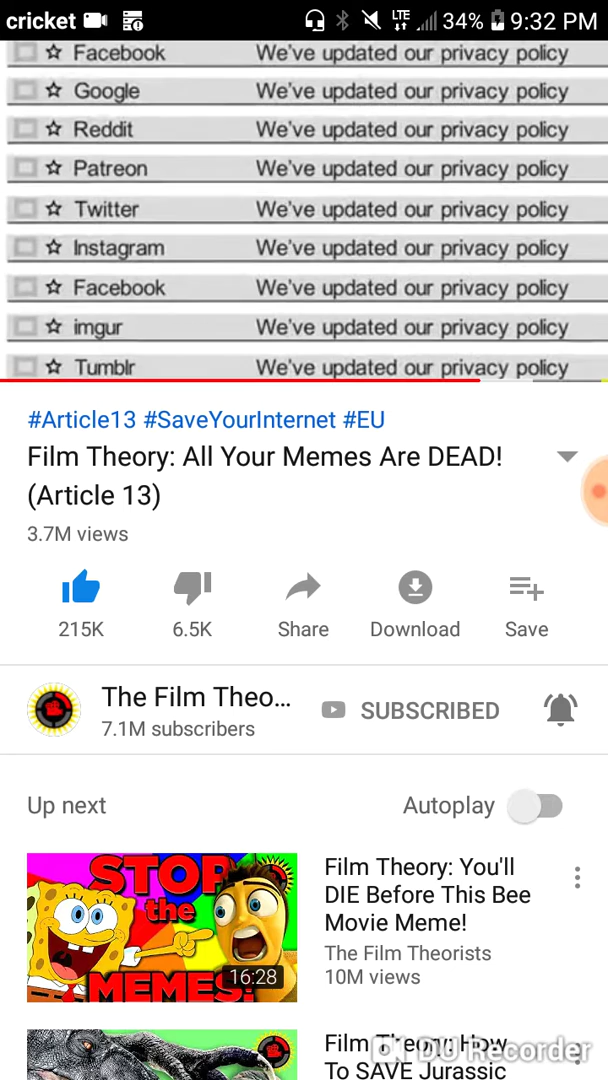 cricket LTE 34% 9:32 PM
Facebook We've updated our privacy policy
Google We've updated our privacy policy
Reddit We've updated our privacy policy
Patreon We've updated our privacy policy
Twitter We've updated our privacy policy
Instagram We've updated our privacy policy
Facebook We've updated our privacy policy
imgur We've updated our privacy policy
Tumblr We've updated our privacy policy
#Article13 #SaveYourInternet #EU
Film Theory: All Your Memes Are DEAD!
(Article 13)
3.7M views
215K 6.5K Share Download Save
The Film Theo... SUBSCRIBED
7.1M subscribers
Up next Autoplay
STOP
the
MEMES!
16:28
Film Theory: You'll
DIE Before This Bee
Movie Meme!
The Film Theorists
10M views
Film Theory: How
To SAVE Jurassic
DU Recorder